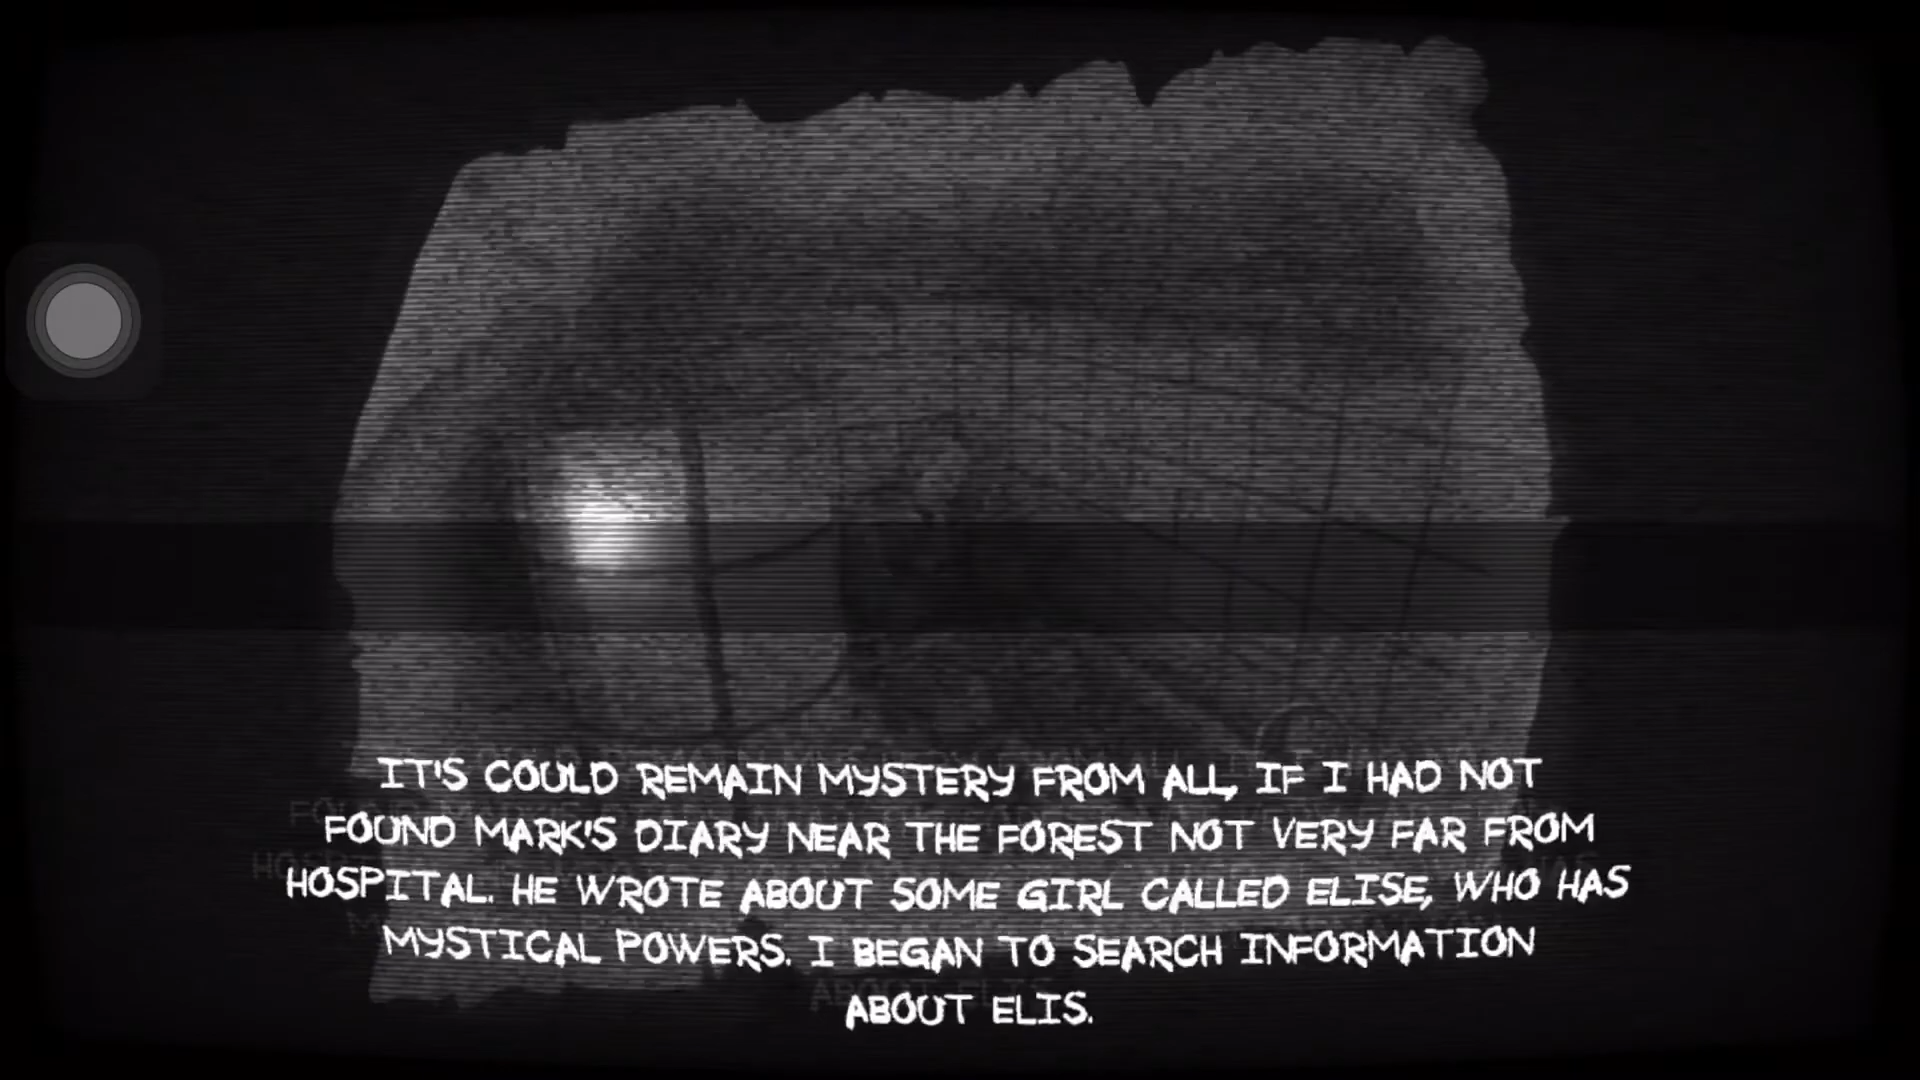 IT'S COULD REMAIN MYSTERY FROM ALL, IF I HAD NOT
FOUND MARK'S DIARY NEAR THE FOREST NOT VERY FAR FROM
HOSPITAL. HE WROTE ABOUT SOME GIRL CALLED ELISE, WHO HAS
MYSTICAL POWERS. I BEGAN TO SEARCH INFORMATION
ABOUT ELIS.